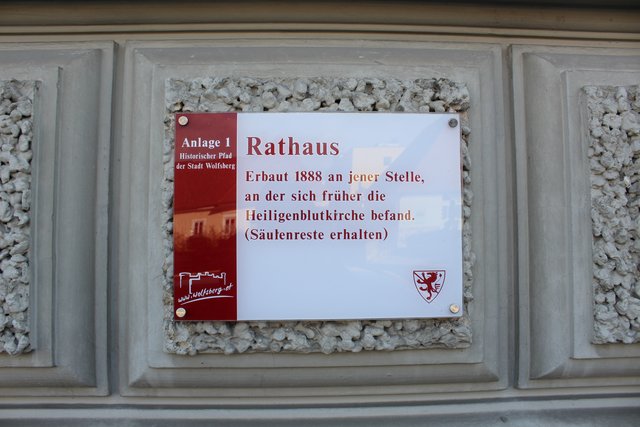 Anlage 1
Historischer Pfad
der Stadt Wolfsberg
www.wolfsberg.at
Rathaus
Erbaut 1888 an jener Stelle,
an der sich früher die
Heiligenblutkirche befand.
(Säulenreste erhalten)